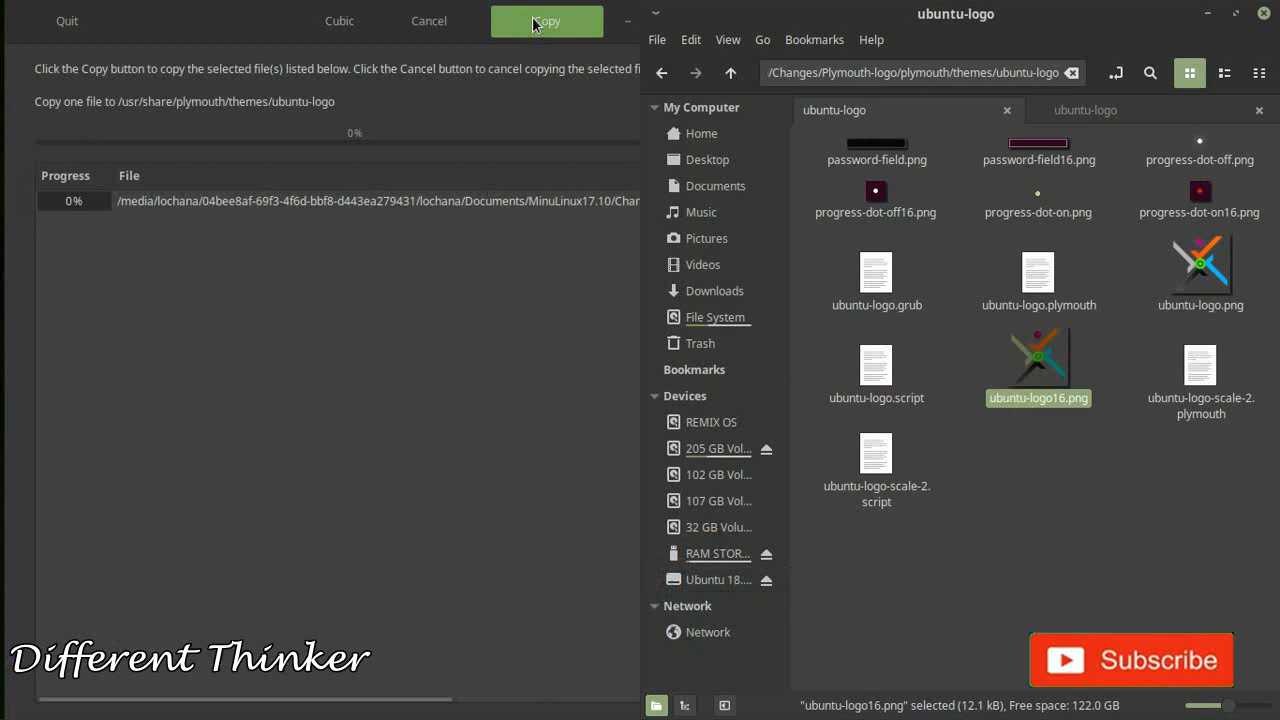 Quit
Cubic
Cancel
Copy
Click the Copy button to copy the selected file(s) listed below. Click the Cancel button to cancel copying the selected fi
Copy one file to /usr/share/plymouth/themes/ubuntu-logo
0%
Progress
File
0%
/media/lochana/04bee8af-69f3-4f6d-bbf8-d443ea279431/lochana/Documents/MinuLinux17.10/Chan
Different Thinker
ubuntu-logo
File
Edit
View
Go
Bookmarks
Help
/Changes/Plymouth-logo/plymouth/themes/ubuntu-logo
My Computer
Home
Desktop
Documents
Music
Pictures
Videos
Downloads
File System
Trash
Bookmarks
Devices
REMIX OS
205 GB Vol...
102 GB Vol...
107 GB Vol...
32 GB Volu...
RAM STOR...
Ubuntu 18....
Network
Network
ubuntu-logo
ubuntu-logo
password-field.png
password-field16.png
progress-dot-off.png
progress-dot-off16.png
progress-dot-on.png
progress-dot-on16.png
ubuntu-logo.grub
ubuntu-logo.plymouth
ubuntu-logo.png
ubuntu-logo.script
ubuntu-logo16.png
ubuntu-logo-scale-2.
plymouth
ubuntu-logo-scale-2.
script
Subscribe
"ubuntu-logo16.png" selected (12.1 kB), Free space: 122.0 GB